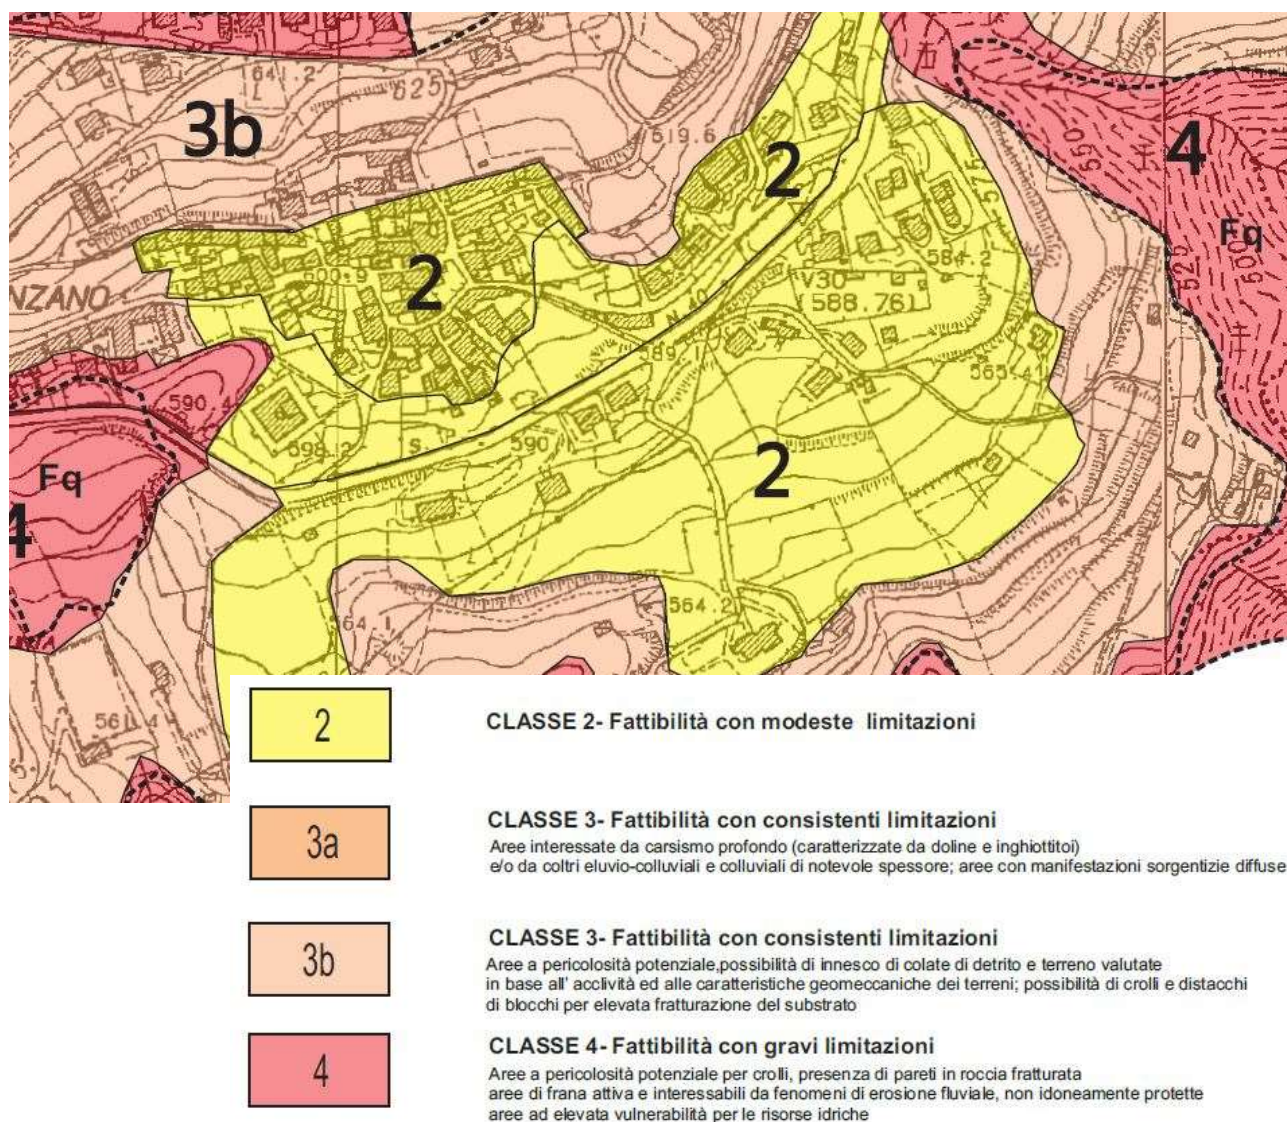 641.2
625
3b
619.6
2
4
590
575
Fq
520
500
600.9
2
584.2
V30
(588.76)
NZANO
589.1
565.41
590.4
598.2
S.
590
2
Fq
4
564.2
564.1
561.4
2
CLASSE 2- Fattibilità con modeste limitazioni
3a
CLASSE 3- Fattibilità con consistenti limitazioni
Aree interessate da carsismo profondo (caratterizzate da doline e inghiottitoi)
e/o da coltri eluvio-colluviali e colluviali di notevole spessore; aree con manifestazioni sorgentizie diffuse
3b
CLASSE 3- Fattibilità con consistenti limitazioni
Aree a pericolosità potenziale,possibilità di innesco di colate di detrito e terreno valutate
in base all' acclività ed alle caratteristiche geomeccaniche dei terreni; possibilità di crolli e distacchi
di blocchi per elevata fratturazione del substrato
4
CLASSE 4- Fattibilità con gravi limitazioni
Aree a pericolosità potenziale per crolli, presenza di pareti in roccia fratturata
aree di frana attiva e interessabili da fenomeni di erosione fluviale, non idoneamente protette
aree ad elevata vulnerabilità per le risorse idriche